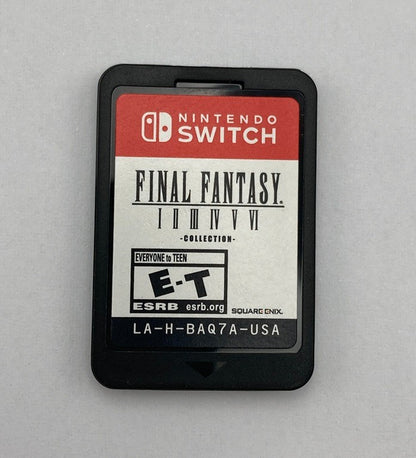 NINTENDO
SWITCH
FINAL FANTASY.
I II III IV V VI
-COLLECTION-
EVERYONE to TEEN
E-T
ESRB esrb.org
SQUARE ENIX.
LA-H-BAQ7A-USA